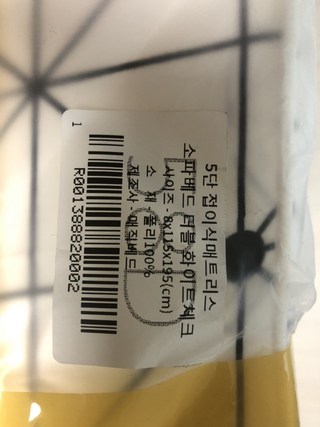 5단 접이식매트리스
소파베드 더블화이트체크
사이즈 :8x115x195(cm)
소 재 :폴리100%
제조사 :매직베드
R0013888820002
1